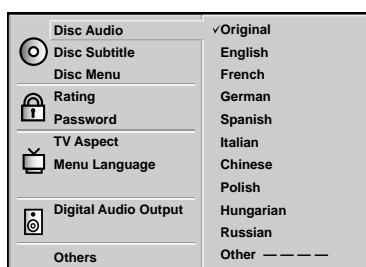 Disc Audio
Disc Subtitle
Disc Menu
Rating
Password
TV Aspect
Menu Language
Digital Audio Output
Others
✓Original
English
French
German
Spanish
Italian
Chinese
Polish
Hungarian
Russian
Other — — — —